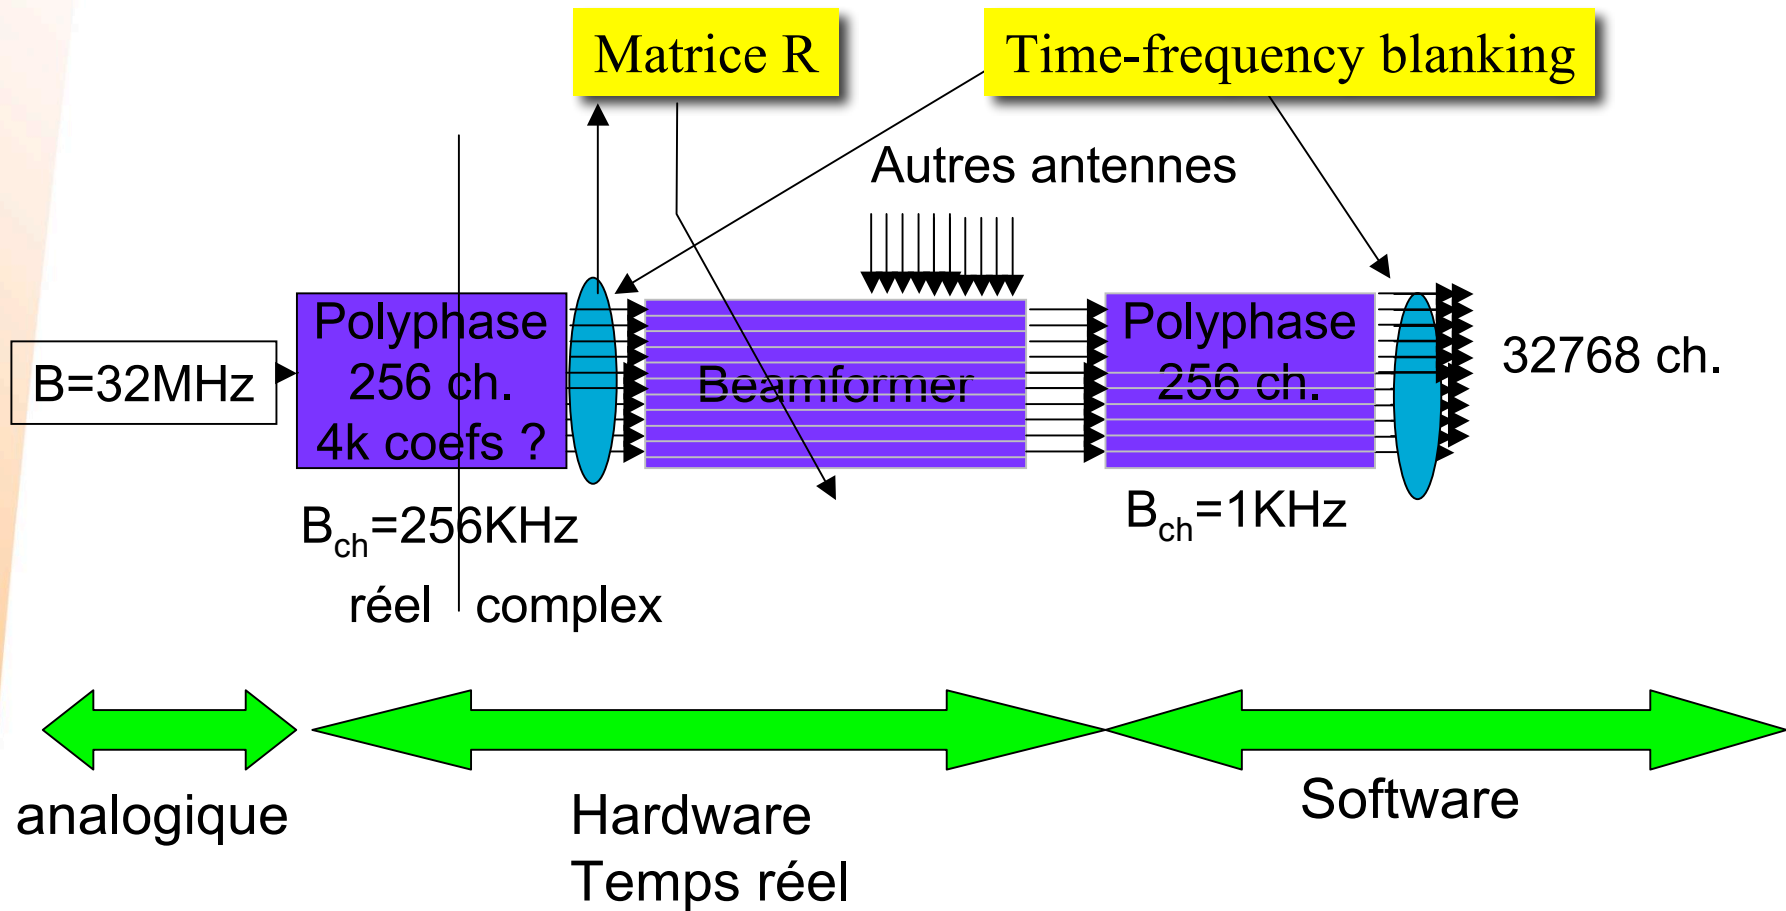 Matrice R
Time-frequency blanking
Autres antennes
B=32MHz
Polyphase
256 ch.
4k coefs ?
Beamformer
Polyphase
256 ch.
32768 ch.
Bch=256KHz
Bch=1KHz
réel
complex
analogique
Hardware
Temps réel
Software